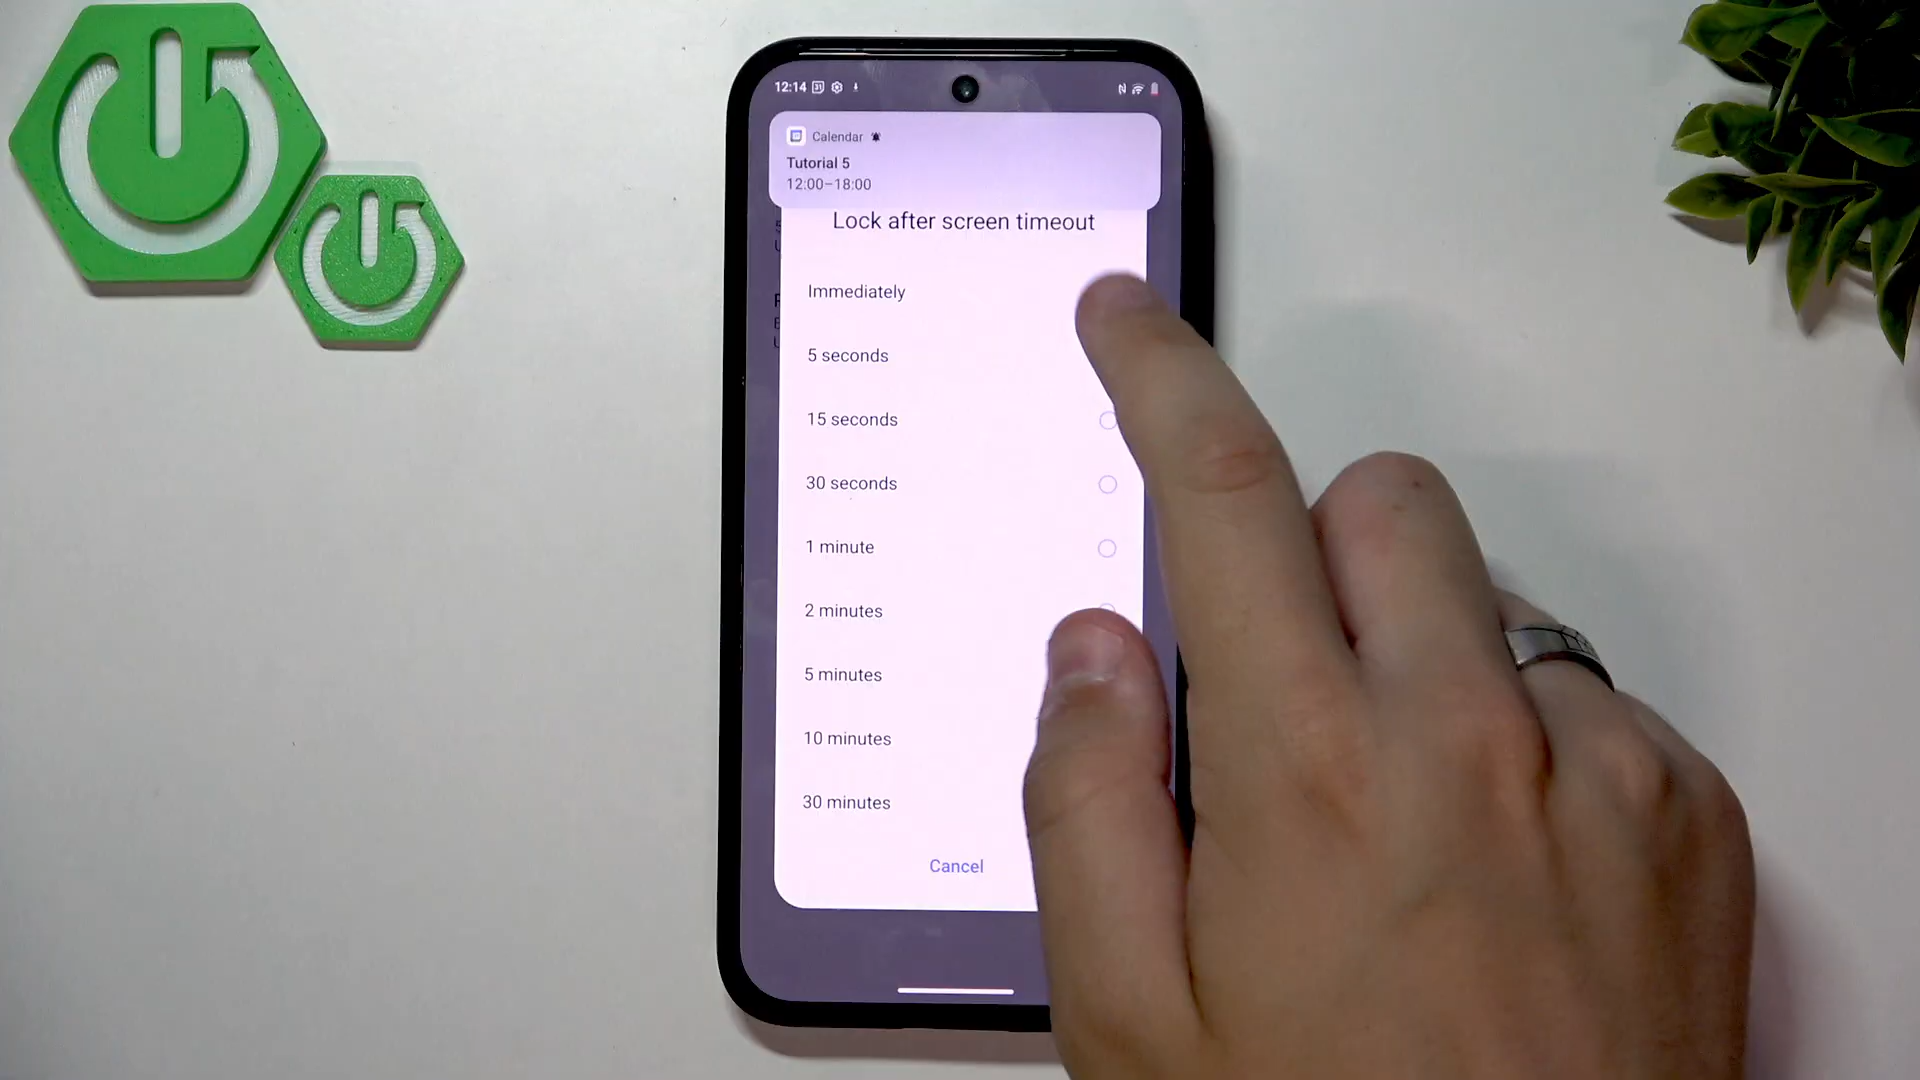 12:14
Calendar
Tutorial 5
12:00–18:00
Lock after screen timeout
Immediately
5 seconds
15 seconds
30 seconds
1 minute
2 minutes
5 minutes
10 minutes
30 minutes
Cancel